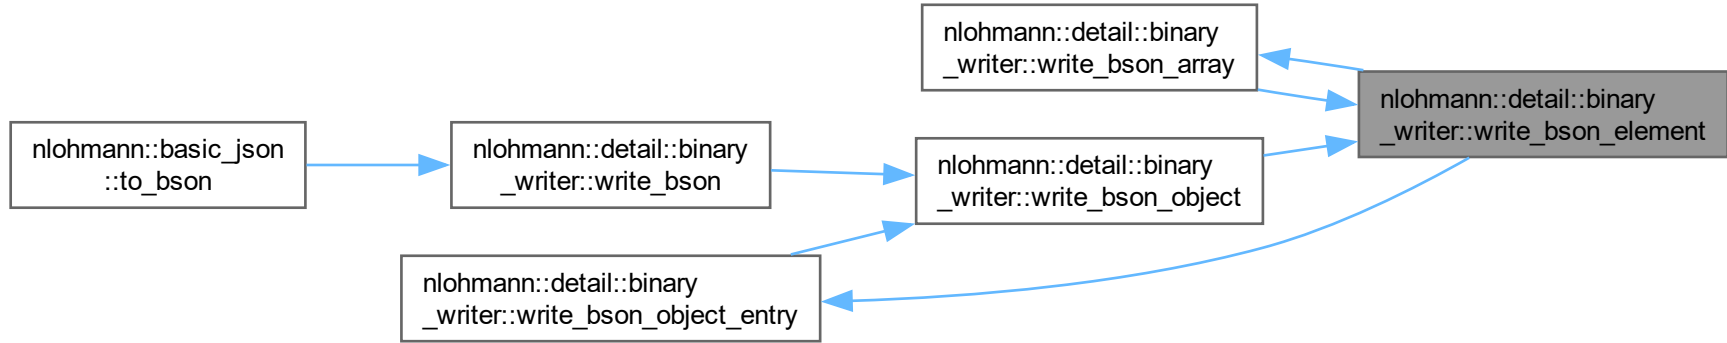 nlohmann::detail::binary
_writer::write_bson_array
nlohmann::detail::binary
_writer::write_bson_element
nlohmann::basic_json
::to_bson
nlohmann::detail::binary
_writer::write_bson
nlohmann::detail::binary
_writer::write_bson_object
nlohmann::detail::binary
_writer::write_bson_object_entry